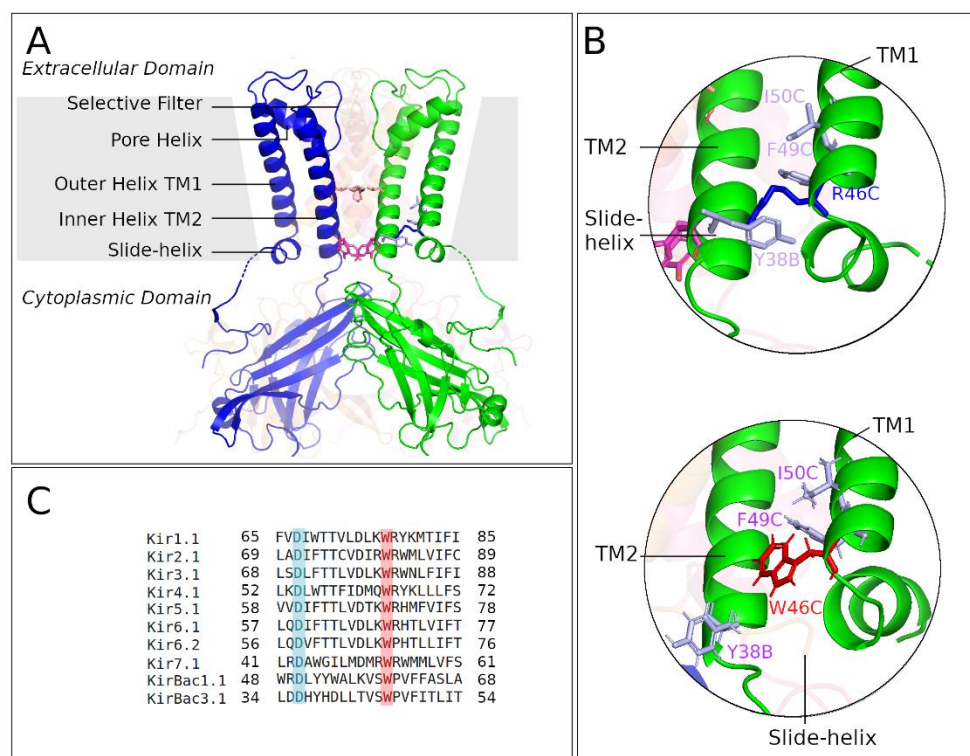 A
Extracellular Domain
Selective Filter
Pore Helix
Outer Helix TM1
Inner Helix TM2
Slide-helix
Cytoplasmic Domain
B
TM1
I50C
F49C
TM2
R46C
Slide-
helix
Y38B
TM1
I50C
F49C
TM2
W46C
Y38B
Slide-helix
C
Kir1.1 65 FVDIWTTVLDLKWRYKMTIFI 85
Kir2.1 69 LADIFTTCVDIRWRWMLVIFC 89
Kir3.1 68 LSDLFTTLVDLKWRWNLFIFI 88
Kir4.1 52 LKDLWTTFIDMQWRYKLLLFS 72
Kir5.1 58 VVDIFTTLVDTKWRHMFVIFS 78
Kir6.1 57 LQDIFTTLVDLKWRHTLVIFT 77
Kir6.2 56 LQDVFTTLVDLKWPHTLLIFT 76
Kir7.1 41 LRDAWGILMDMRWRWMMLVFS 61
KirBac1.1 48 WRDLYYWALKVSWPVFFASLA 68
KirBac3.1 34 LDDHYHDLLTVSWPVFITLIT 54